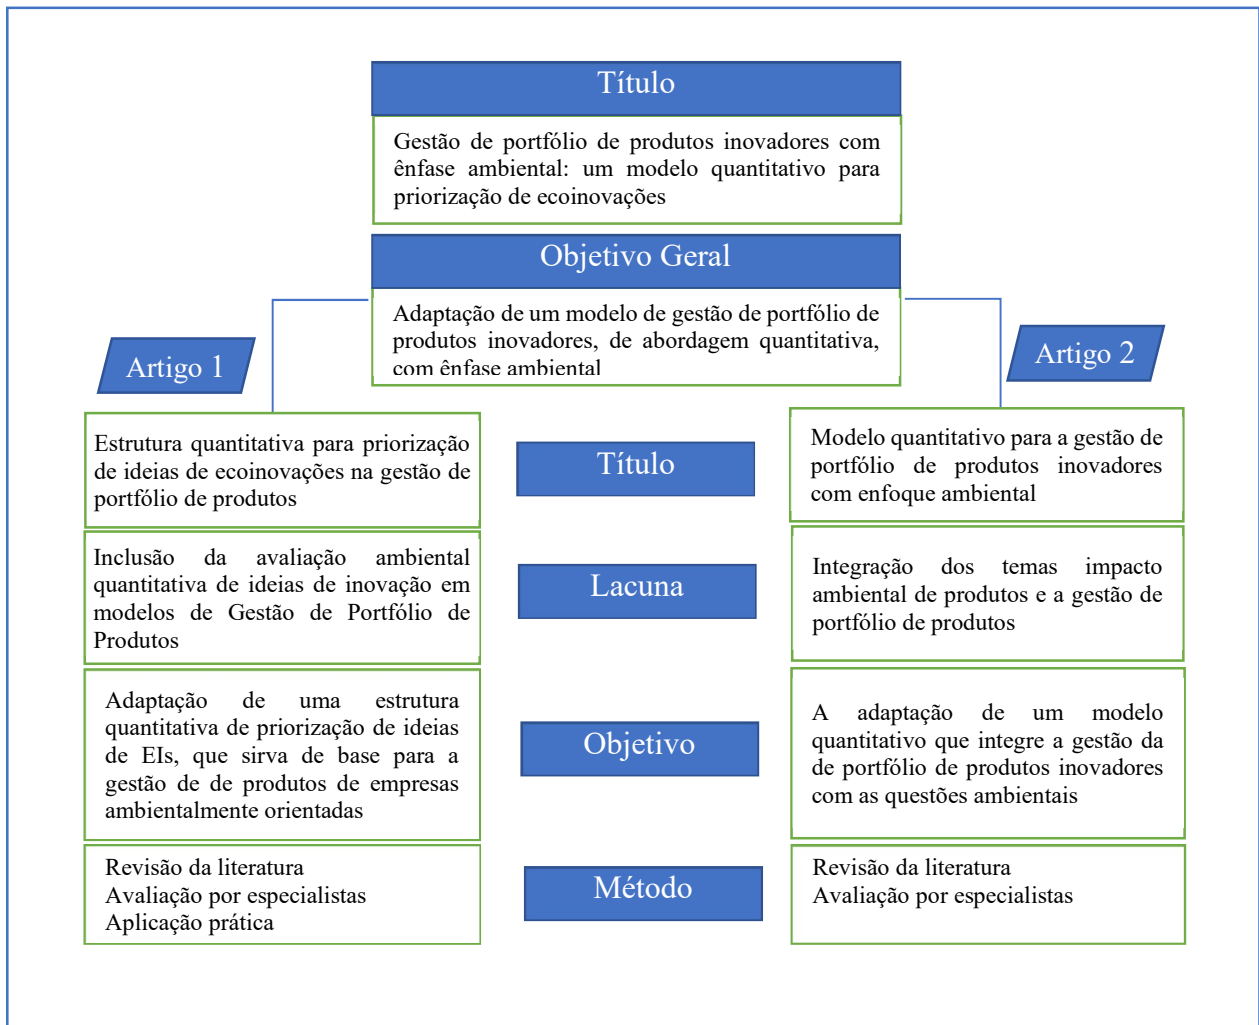 Título
Gestão de portfólio de produtos inovadores com
ênfase ambiental: um modelo quantitativo para
priorização de ecoinovações
Objetivo Geral
Adaptação de um modelo de gestão de portfólio de
produtos inovadores, de abordagem quantitativa,
com ênfase ambiental
Artigo 1
Artigo 2
Estrutura quantitativa para priorização
de ideias de ecoinovações na gestão de
portfólio de produtos
Título
Modelo quantitativo para a gestão de
portfólio de produtos inovadores
com enfoque ambiental
Inclusão da avaliação ambiental
quantitativa de ideias de inovação em
modelos de Gestão de Portfólio de
Produtos
Lacuna
Integração dos temas impacto
ambiental de produtos e a gestão de
portfólio de produtos
Adaptação de uma estrutura
quantitativa de priorização de ideias
de EIs, que sirva de base para a
gestão de de produtos de empresas
ambientalmente orientadas
Objetivo
A adaptação de um modelo
quantitativo que integre a gestão da
de portfólio de produtos inovadores
com as questões ambientais
Revisão da literatura
Avaliação por especialistas
Aplicação prática
Método
Revisão da literatura
Avaliação por especialistas